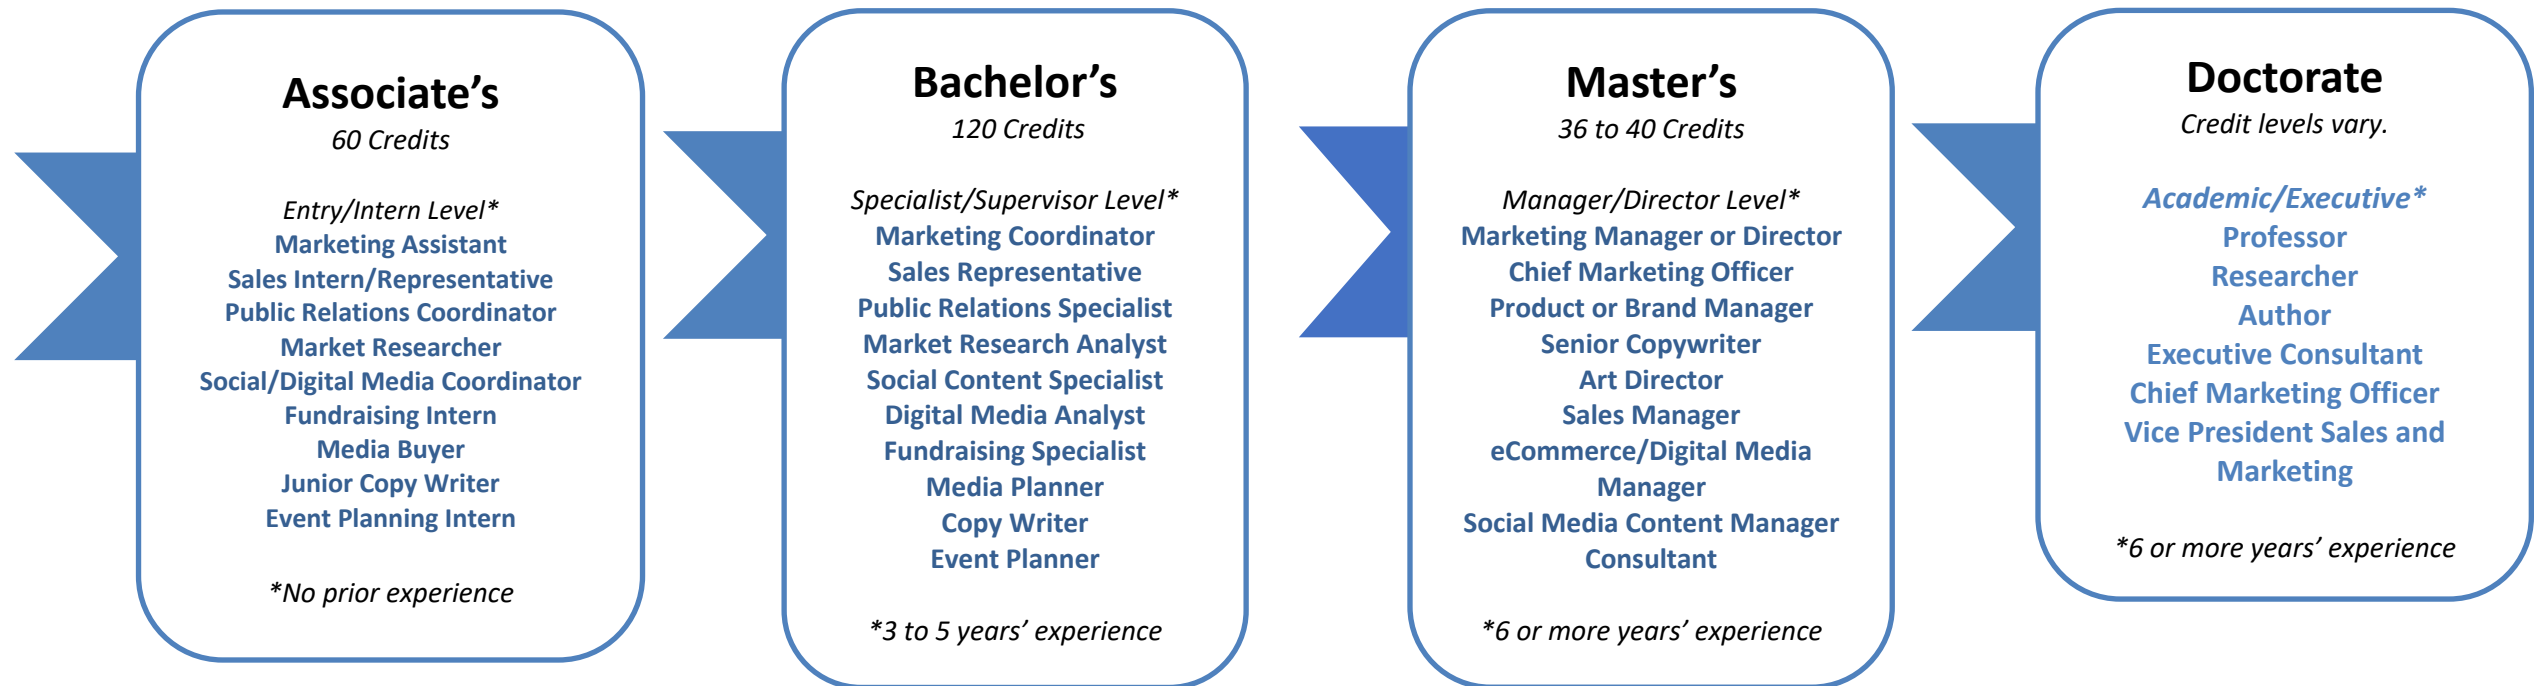 Associate’s
60 Credits
Entry/Intern Level*
Marketing Assistant
Sales Intern/Representative
Public Relations Coordinator
Market Researcher
Social/Digital Media Coordinator
Fundraising Intern
Media Buyer
Junior Copy Writer
Event Planning Intern
*No prior experience
Bachelor’s
120 Credits
Specialist/Supervisor Level*
Marketing Coordinator
Sales Representative
Public Relations Specialist
Market Research Analyst
Social Content Specialist
Digital Media Analyst
Fundraising Specialist
Media Planner
Copy Writer
Event Planner
*3 to 5 years’ experience
Master’s
36 to 40 Credits
Manager/Director Level*
Marketing Manager or Director
Chief Marketing Officer
Product or Brand Manager
Senior Copywriter
Art Director
Sales Manager
eCommerce/Digital Media
Manager
Social Media Content Manager
Consultant
*6 or more years’ experience
Doctorate
Credit levels vary.
Academic/Executive*
Professor
Researcher
Author
Executive Consultant
Chief Marketing Officer
Vice President Sales and
Marketing
*6 or more years’ experience